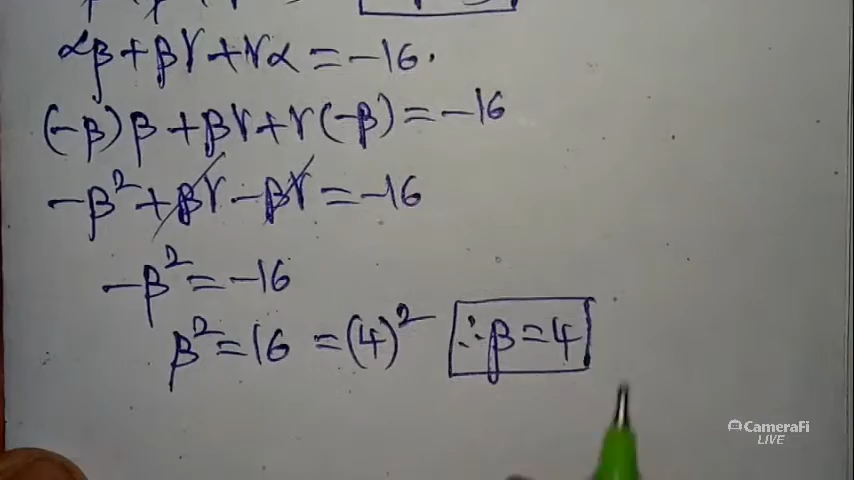 αβ+βγ+γα=-16.
(-β)β+βγ+γ(-β)=-16
-β²+βγ-βγ=-16
-β²=-16
β²=16=(4)² ∴β=4
CameraFi
LIVE